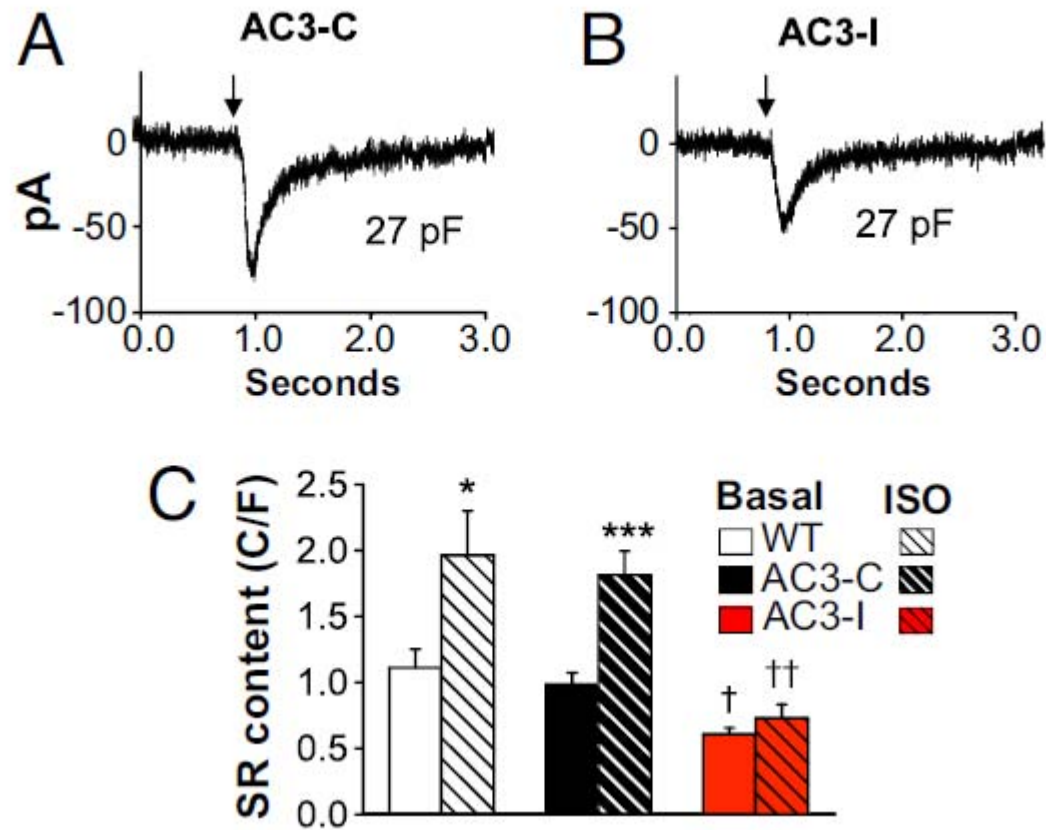 A
AC3-C
0
-50
-100
pA
27 pF
0.0 1.0 2.0 3.0
Seconds
B
AC3-I
0
-50
-100
27 pF
0.0 1.0 2.0 3.0
Seconds
C
SR content (C/F)
2.5
2.0
1.5
1.0
0.5
0.0
*
***
†
††
Basal ISO
WT
AC3-C
AC3-I